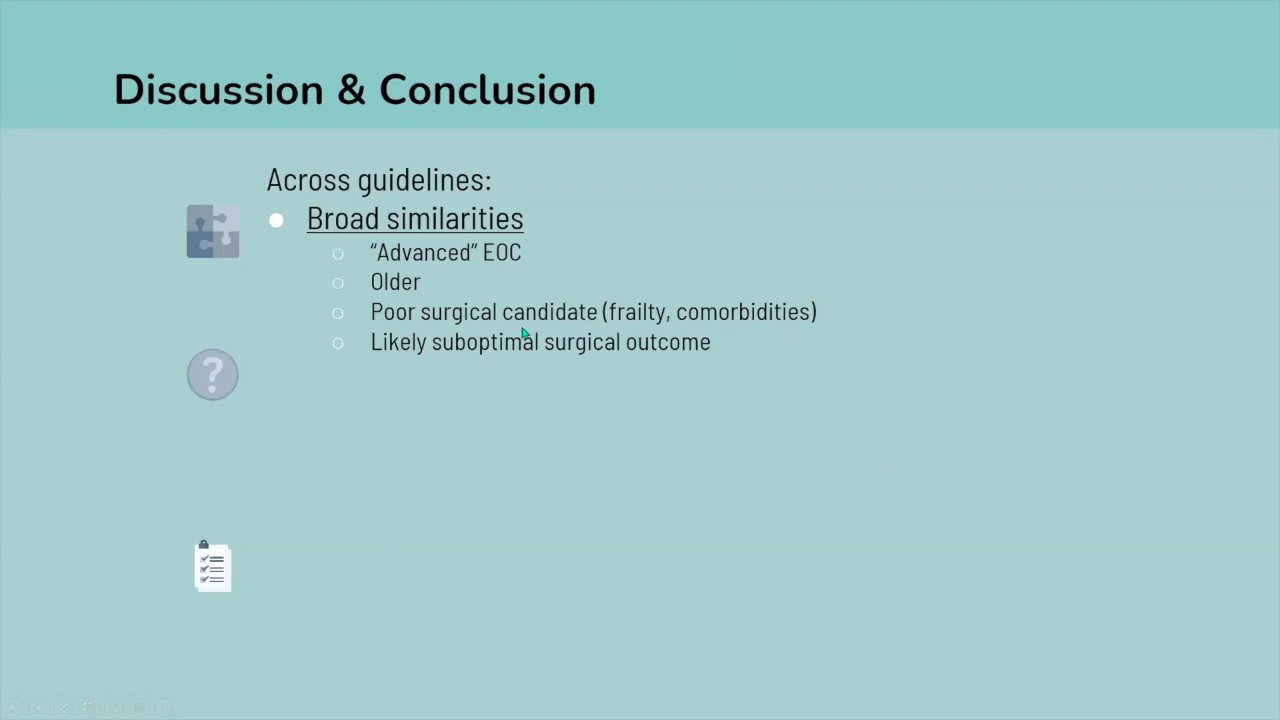 Discussion & Conclusion
Across guidelines:
● Broad similarities
○ “Advanced” EOC
○ Older
○ Poor surgical candidate (frailty, comorbidities)
○ Likely suboptimal surgical outcome
?